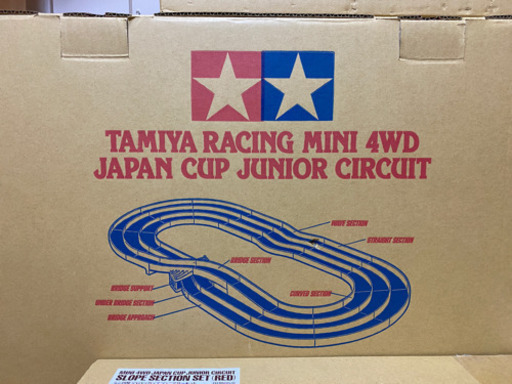 TAMIYA RACING MINI 4WD
JAPAN CUP JUNIOR CIRCUIT
WAVE SECTION
STRAIGHT SECTION
BRIDGE SECTION
BRIDGE SUPPORT
CURVED SECTION
UNDER BRIDGE SECTION
BRIDGE APPROACH
MINI 4WD JAPAN CUP JUNIOR CIRCUIT
SLOPE SECTION SET (RED)